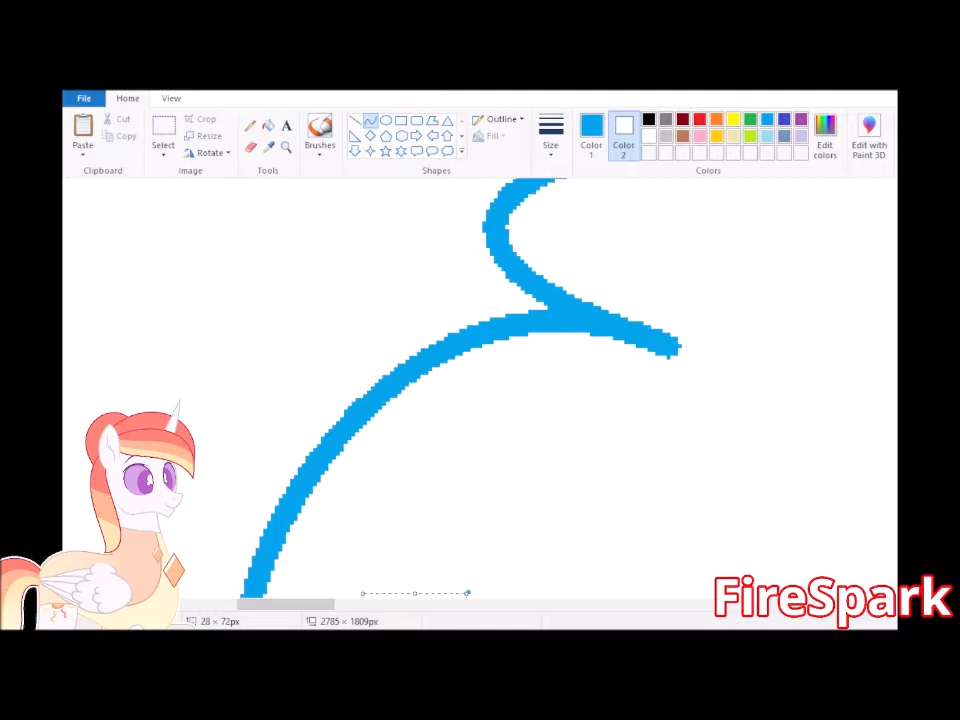 File Home View
Cut
Copy
Paste
Clipboard
Crop
Resize
Rotate
Select
Image
A
Tools
Brushes
Outline
Fill
Shapes
Size
Color 1
Color 2
Edit colors
Edit with Paint 3D
Colors
FireSpark
28 × 72px
2785 × 1809px